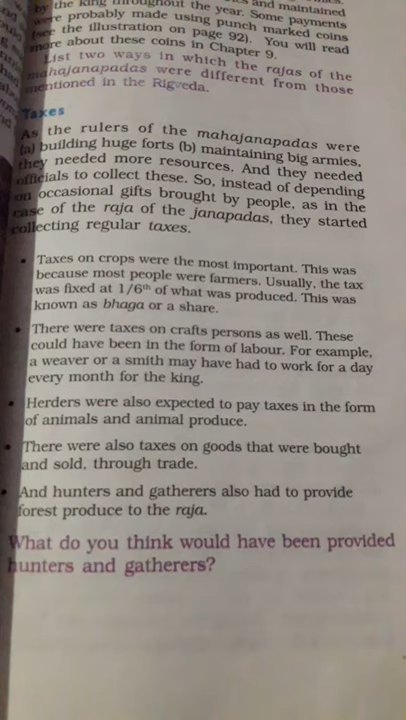 by the king throughout the year. Some payments
were probably made using punch marked coins
(see the illustration on page 92). You will read
more about these coins in Chapter 9.
List two ways in which the rajas of the
mahajanapadas were different from those
mentioned in the Rigveda.
Taxes
As the rulers of the mahajanapadas were
(a) building huge forts (b) maintaining big armies,
they needed more resources. And they needed
officials to collect these. So, instead of depending
on occasional gifts brought by people, as in the
case of the raja of the janapadas, they started
collecting regular taxes.
• Taxes on crops were the most important. This was
because most people were farmers. Usually, the tax
was fixed at 1/6th of what was produced. This was
known as bhaga or a share.
• There were taxes on crafts persons as well. These
could have been in the form of labour. For example,
a weaver or a smith may have had to work for a day
every month for the king.
• Herders were also expected to pay taxes in the form
of animals and animal produce.
• There were also taxes on goods that were bought
and sold, through trade.
• And hunters and gatherers also had to provide
forest produce to the raja.
What do you think would have been provided
hunters and gatherers?